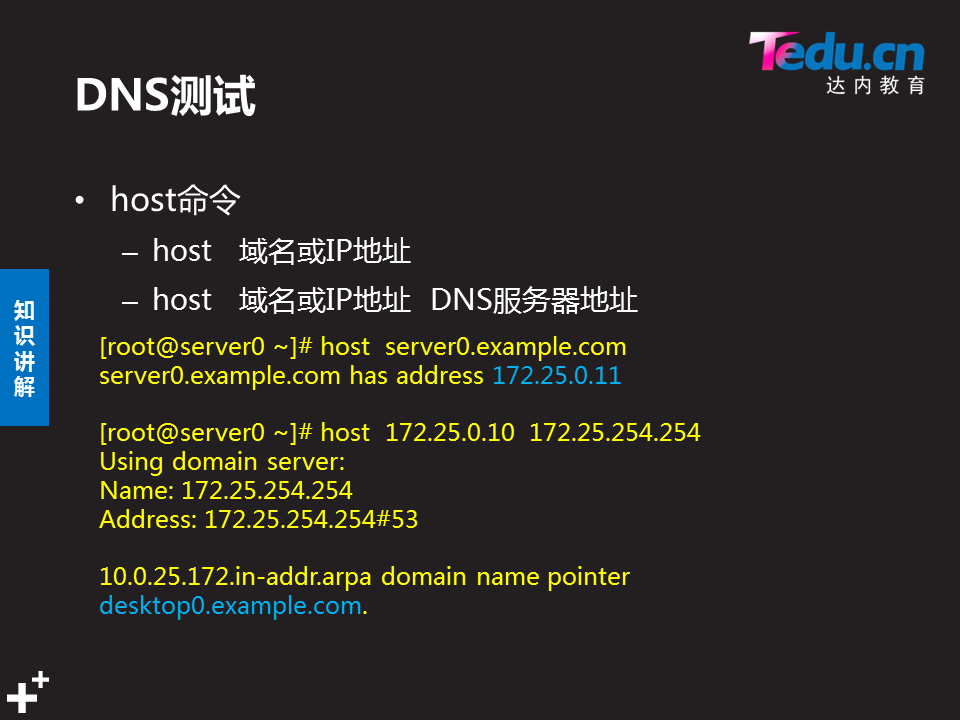 Tedu.cn
达内教育
DNS测试
• host命令
– host 域名或IP地址
– host 域名或IP地址 DNS服务器地址
知识讲解
[root@server0 ~]# host server0.example.com
server0.example.com has address 172.25.0.11
[root@server0 ~]# host 172.25.0.10 172.25.254.254
Using domain server:
Name: 172.25.254.254
Address: 172.25.254.254#53
10.0.25.172.in-addr.arpa domain name pointer
desktop0.example.com.